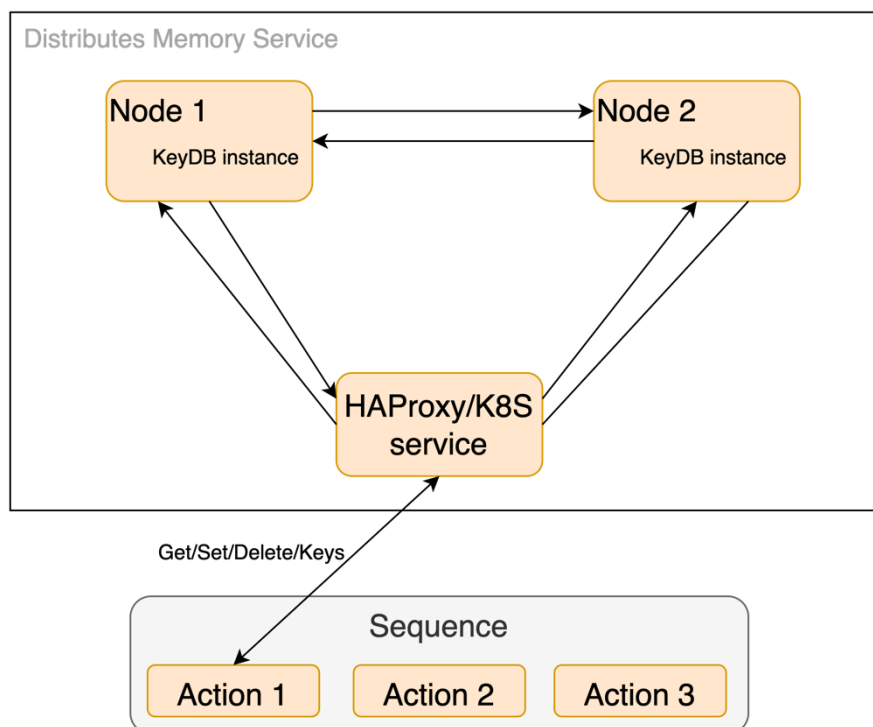 Distributes Memory Service
Node 1
KeyDB instance
Node 2
KeyDB instance
HAProxy/K8S
service
Get/Set/Delete/Keys
Sequence
Action 1
Action 2
Action 3